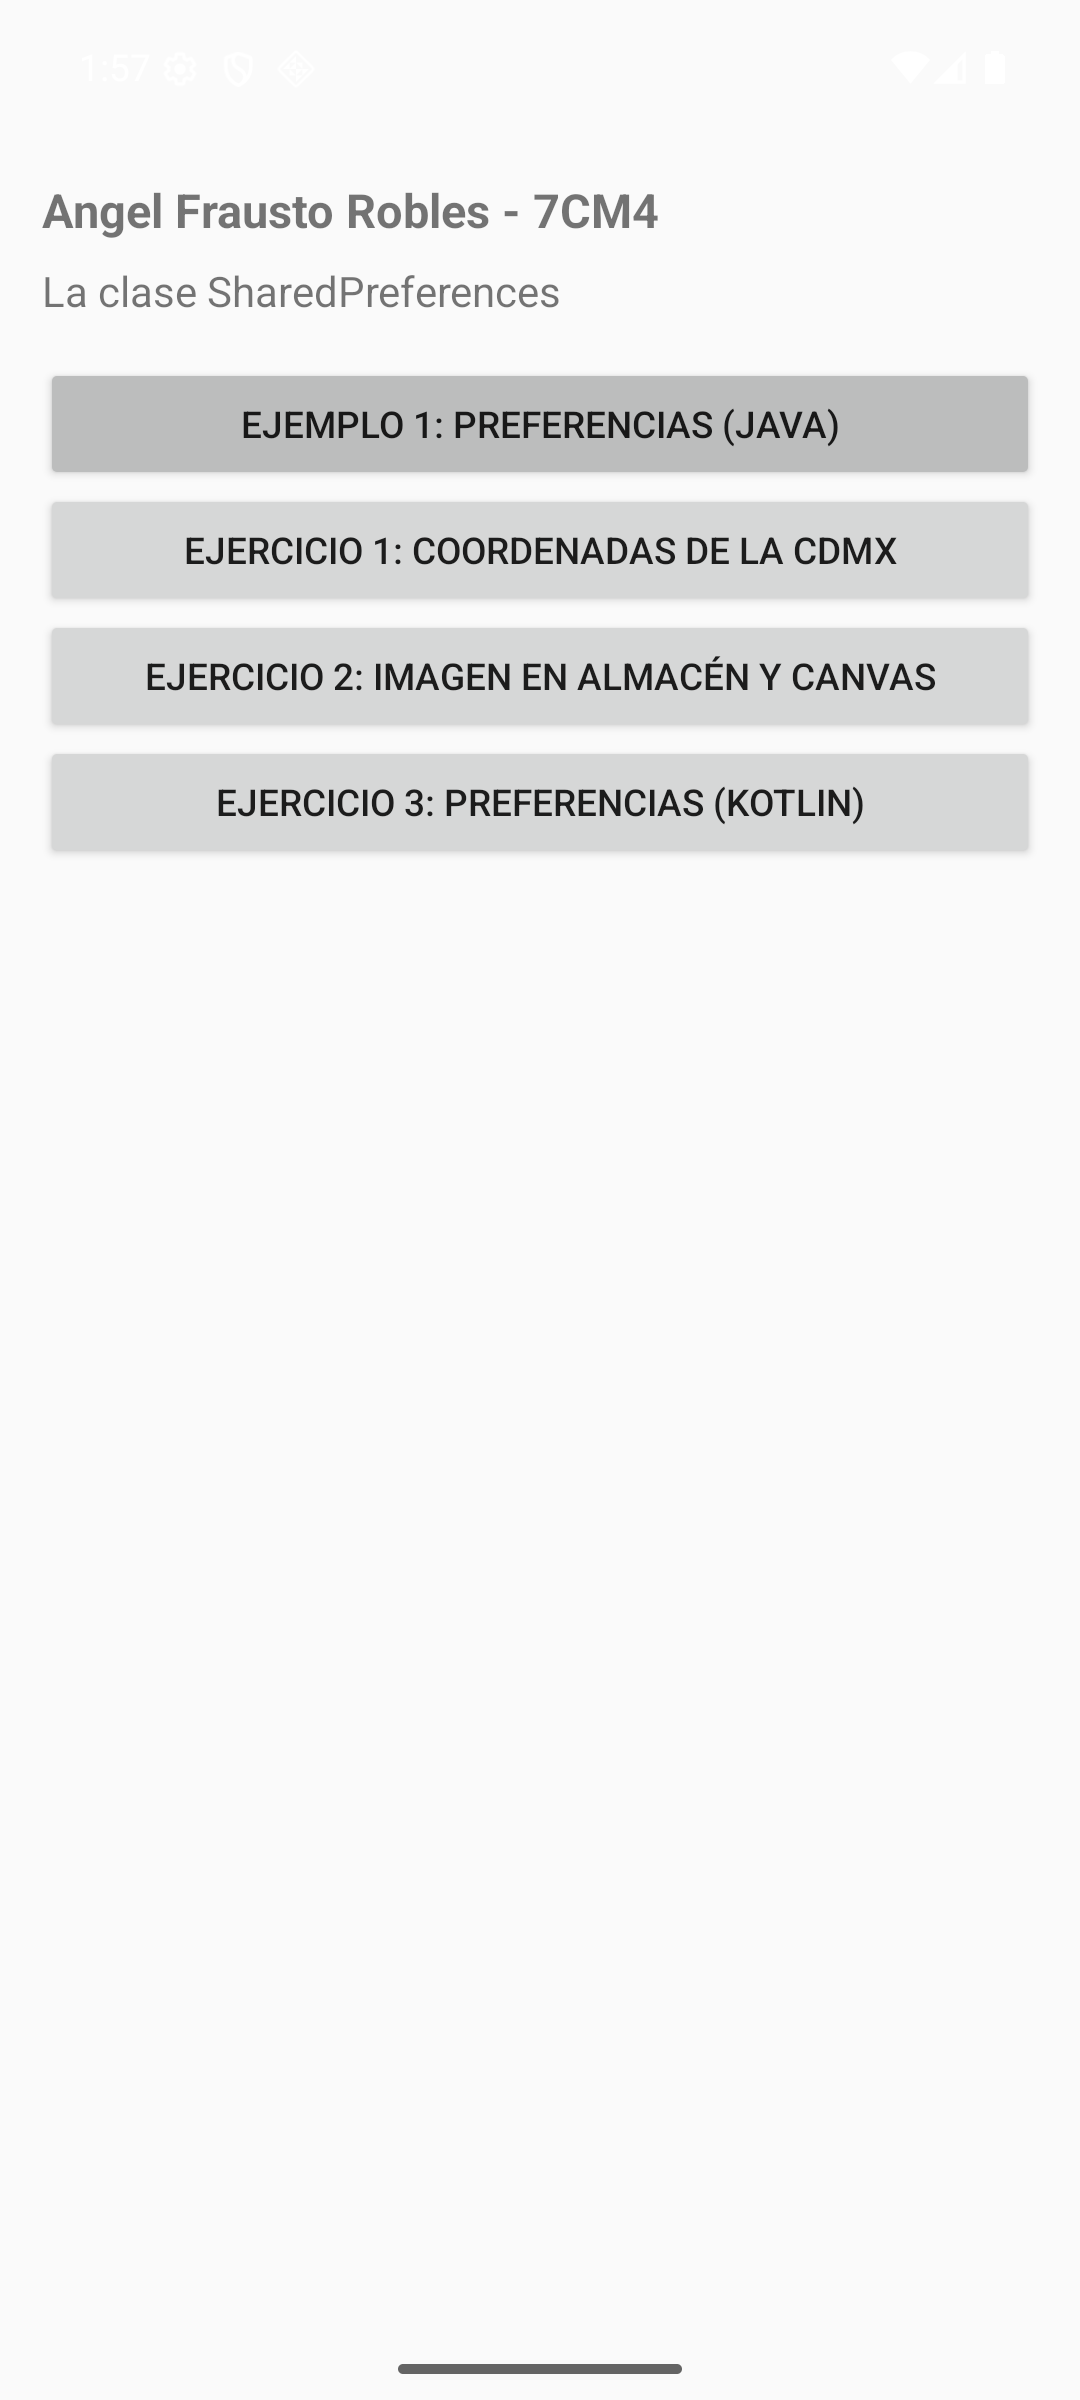 1:57
Angel Frausto Robles - 7CM4
La clase SharedPreferences
EJEMPLO 1: PREFERENCIAS (JAVA)
EJERCICIO 1: COORDENADAS DE LA CDMX
EJERCICIO 2: IMAGEN EN ALMACÉN Y CANVAS
EJERCICIO 3: PREFERENCIAS (KOTLIN)